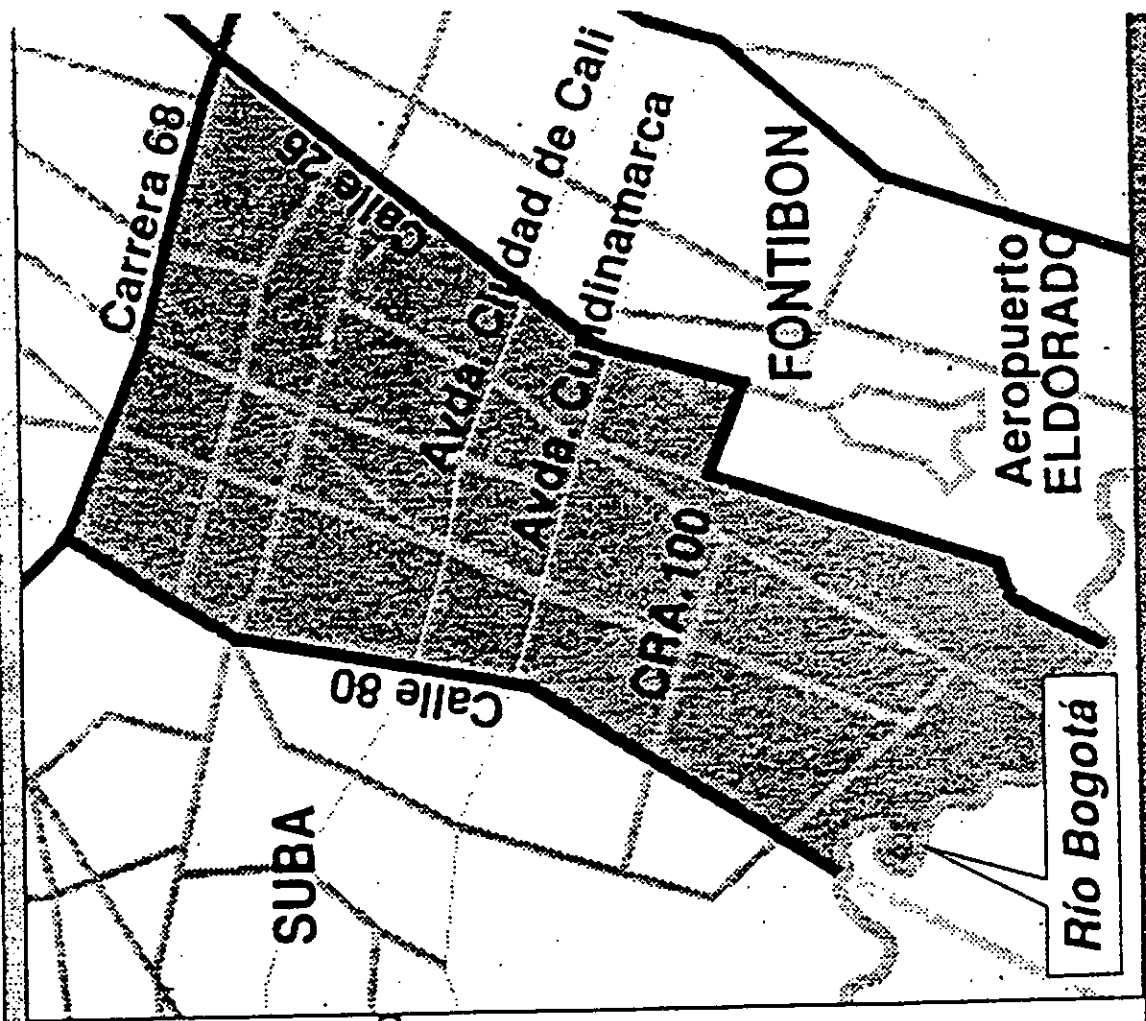 Carrera 68
Calle 26
Avda. Ciudad de Cali
Avda. Cundinamarca
FONTIBON
Aeropuerto
ELDORADO
CRA. 100
Calle 80
SUBA
Río Bogotá